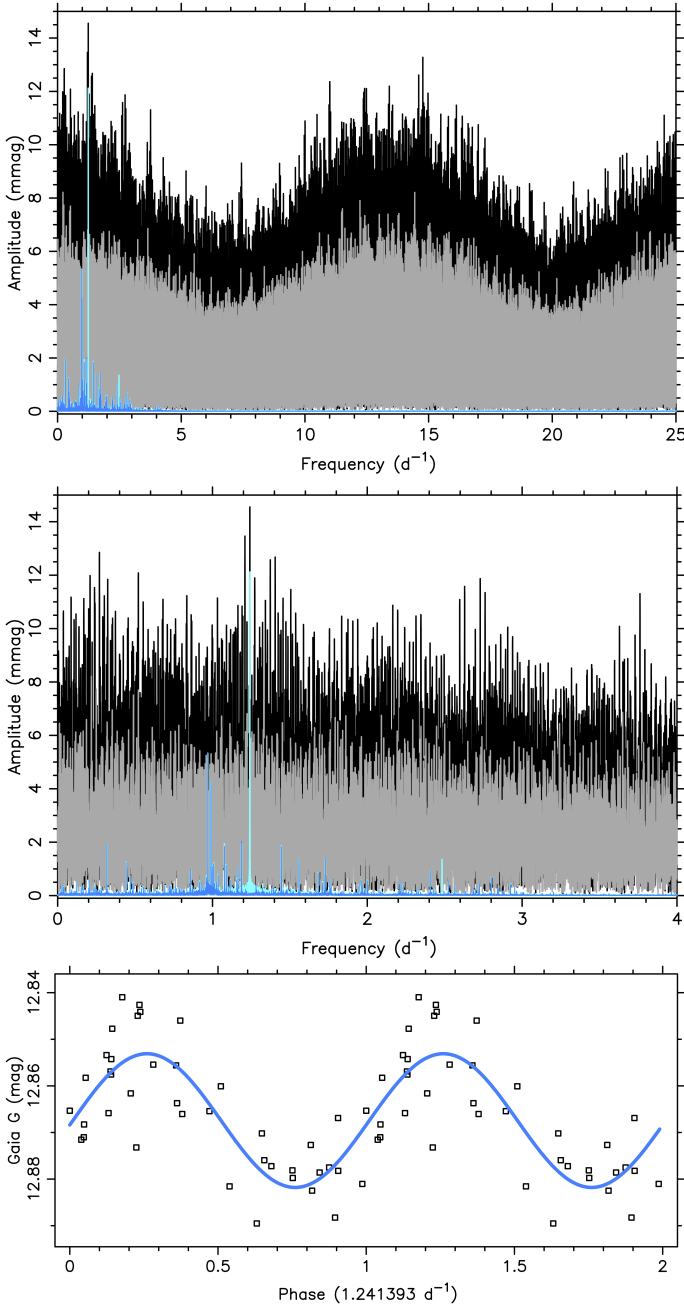 14
12
10
8
6
4
2
0
Amplitude (mmag)
0 5 10 15 20 25
Frequency (d⁻¹)
14
12
10
8
6
4
2
0
Amplitude (mmag)
0 1 2 3 4
Frequency (d⁻¹)
12.84
12.86
12.88
Gaia G (mag)
0 0.5 1 1.5 2
Phase (1.241393 d⁻¹)